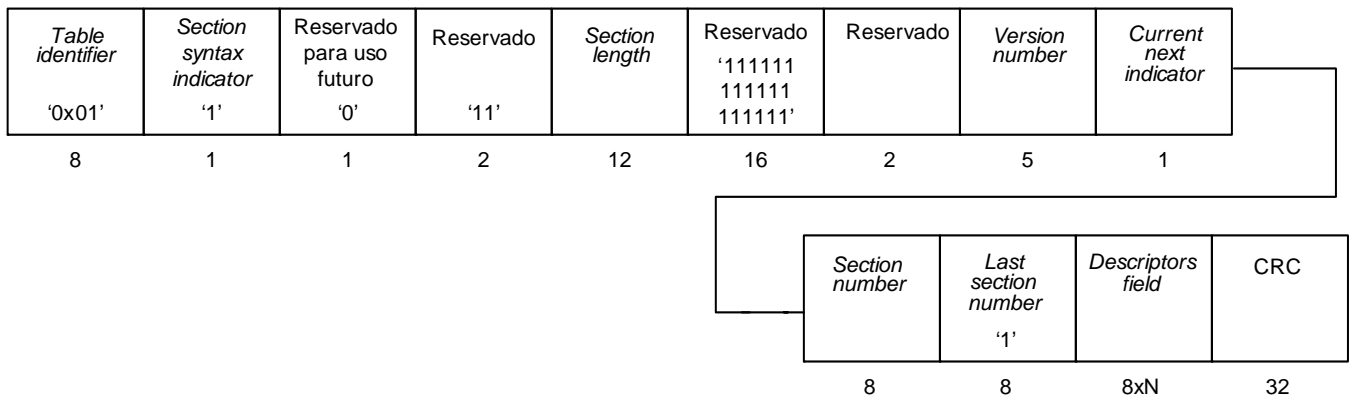 Table
identifier
'0x01'
Section
syntax
indicator
'1'
Reservado
para uso
futuro
'0'
Reservado
'11'
Section
length
Reservado
'111111
111111
111111'
Reservado
Version
number
Current
next
indicator
8
1
1
2
12
16
2
5
1
Section
number
Last
section
number
'1'
Descriptors
field
CRC
8
8
8xN
32